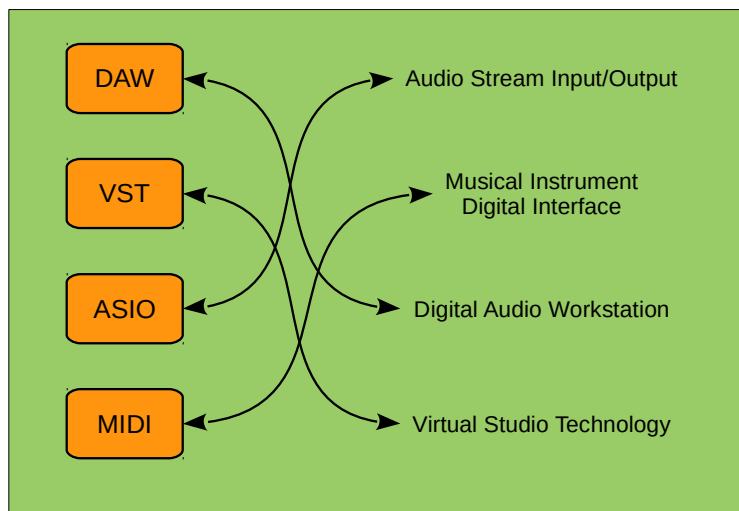 DAW
Audio Stream Input/Output
VST
Musical Instrument
Digital Interface
ASIO
Digital Audio Workstation
MIDI
Virtual Studio Technology